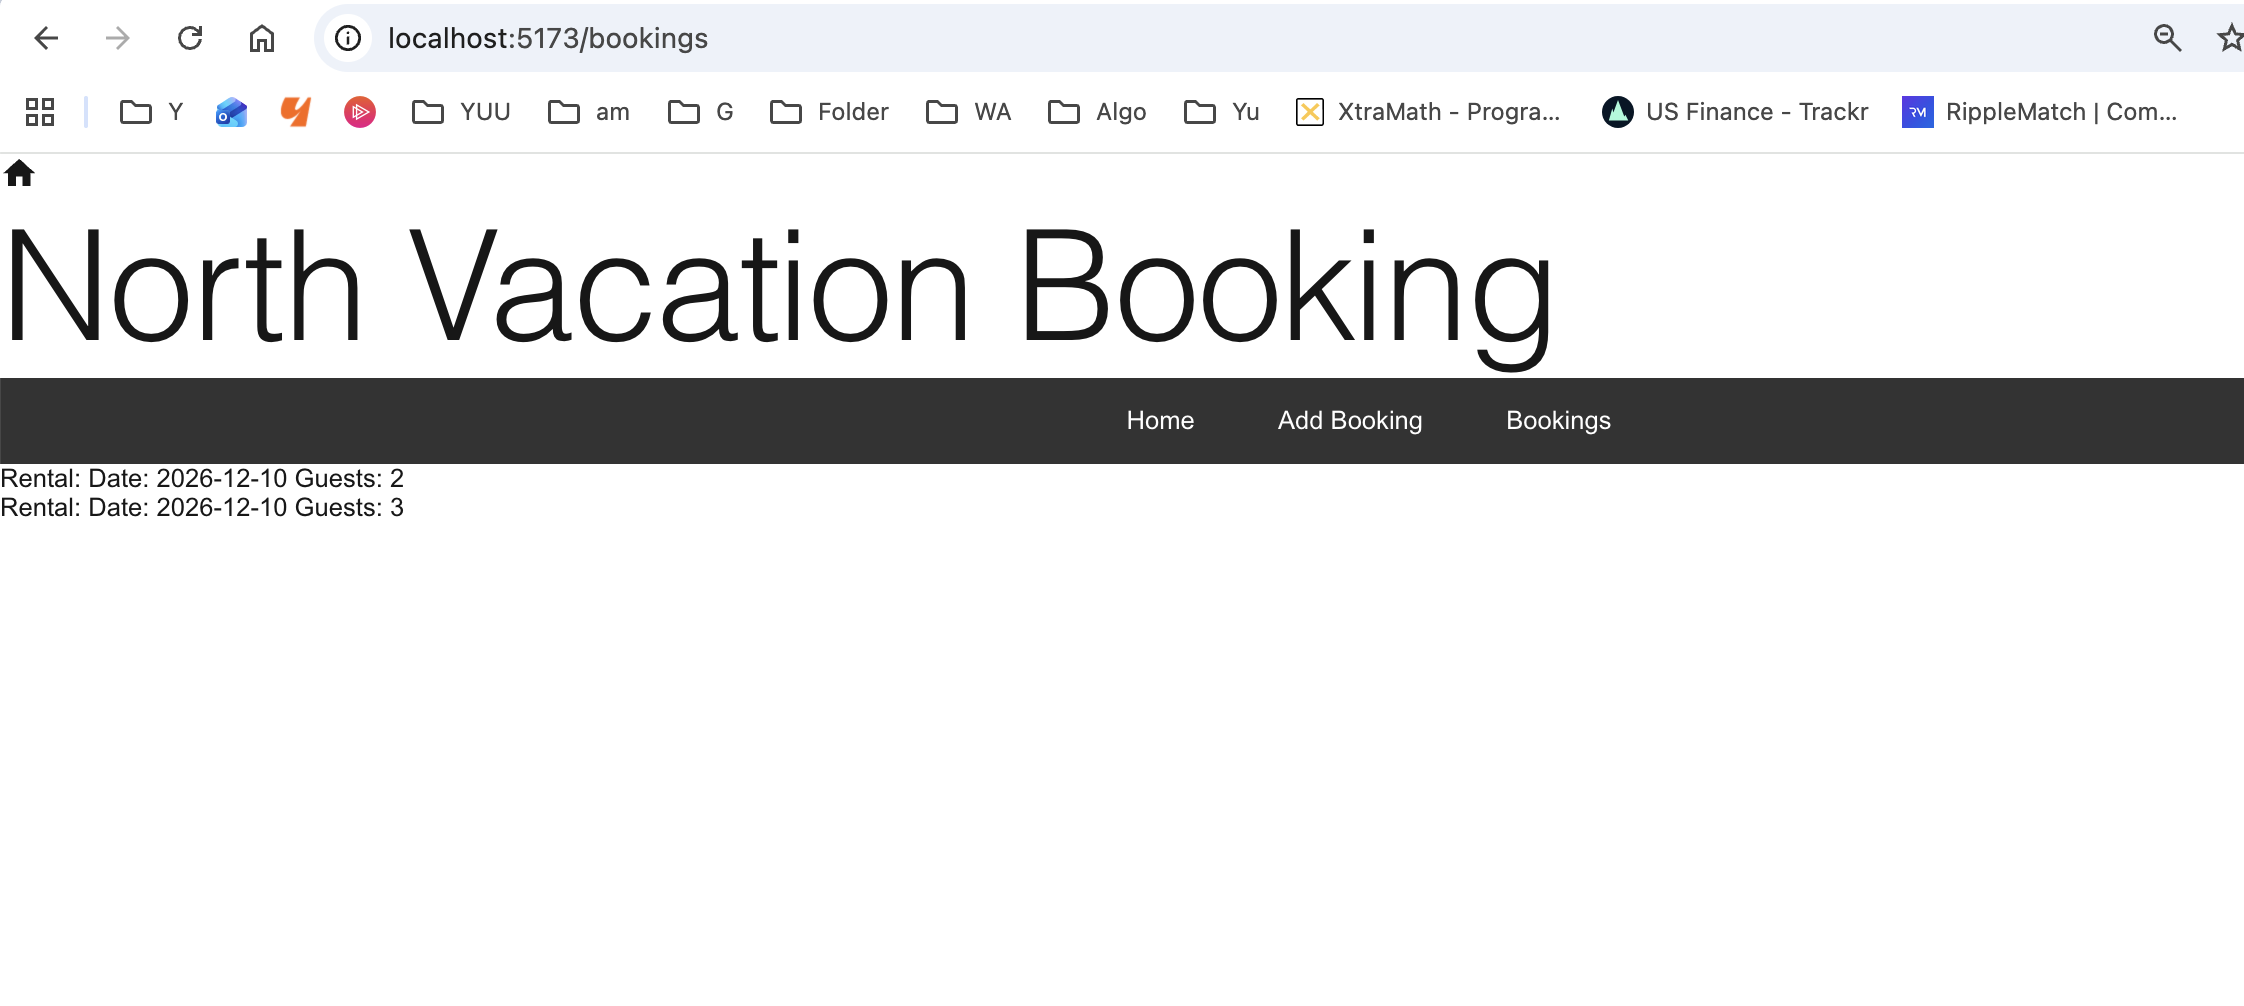 localhost:5173/bookings
Y YUU am G Folder WA Algo Yu XtraMath - Progra... US Finance - Trackr RM RippleMatch | Com...
North Vacation Booking
Home Add Booking Bookings
Rental: Date: 2026-12-10 Guests: 2
Rental: Date: 2026-12-10 Guests: 3